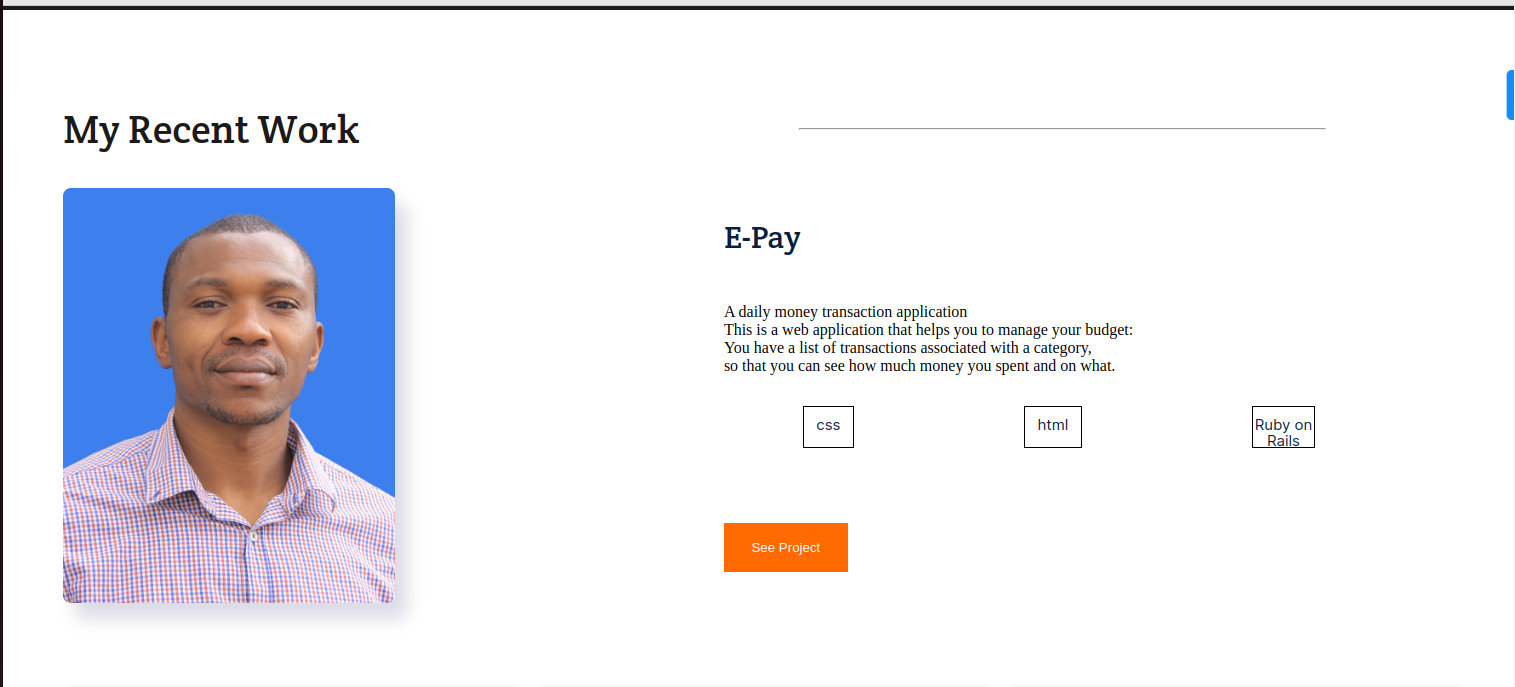 My Recent Work
E-Pay
A daily money transaction application
This is a web application that helps you to manage your budget:
You have a list of transactions associated with a category,
so that you can see how much money you spent and on what.
css
html
Ruby on
Rails
See Project